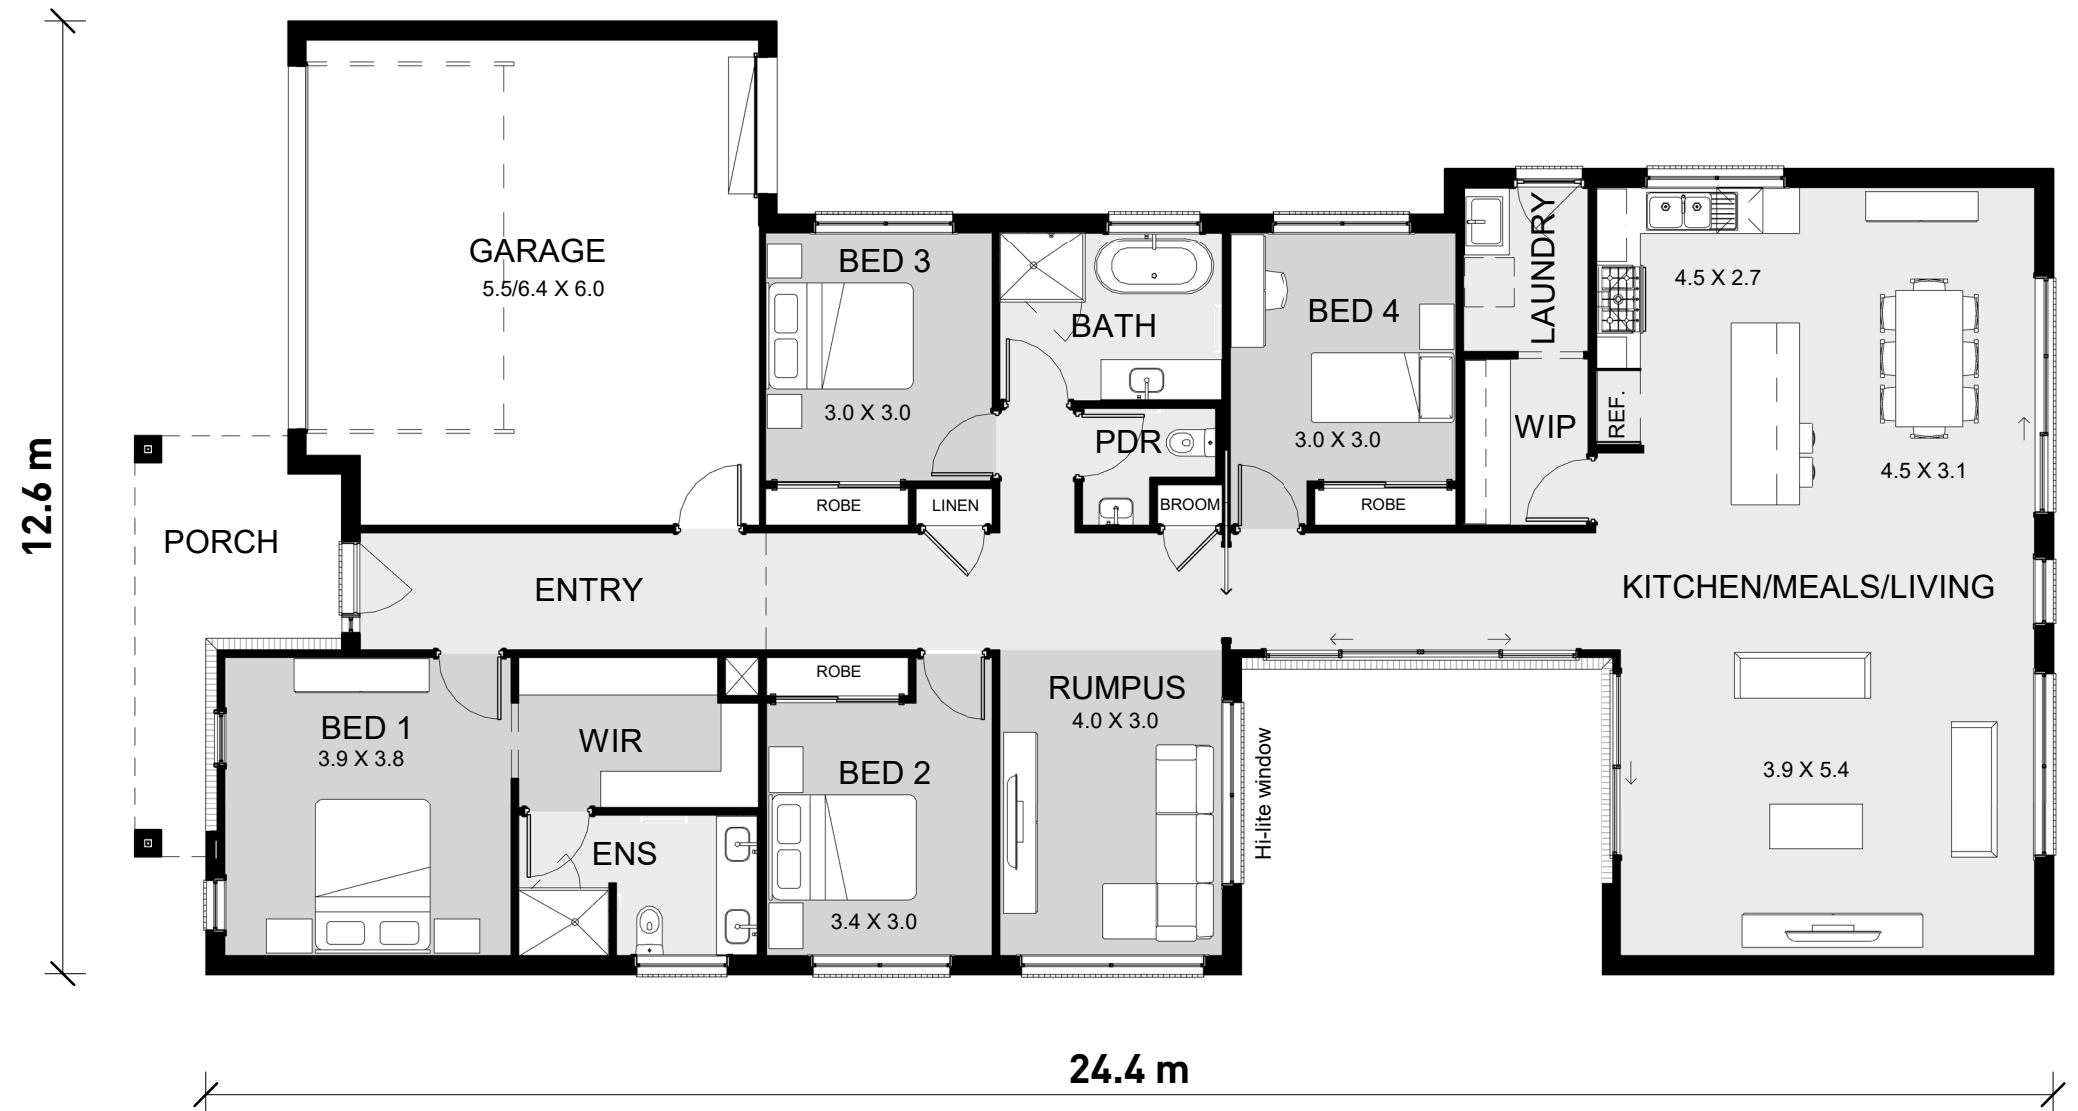 GARAGE
5.5/6.4 X 6.0
BED 3
3.0 X 3.0
BATH
BED 4
3.0 X 3.0
LAUNDRY
4.5 X 2.7
4.5 X 3.1
REF.
WIP
PDR
ROBE
LINEN
BROOM
ROBE
12.6 m
PORCH
ENTRY
KITCHEN/MEALS/LIVING
BED 1
3.9 X 3.8
WIR
ENS
ROBE
BED 2
3.4 X 3.0
RUMPUS
4.0 X 3.0
Hi-lite window
3.9 X 5.4
24.4 m